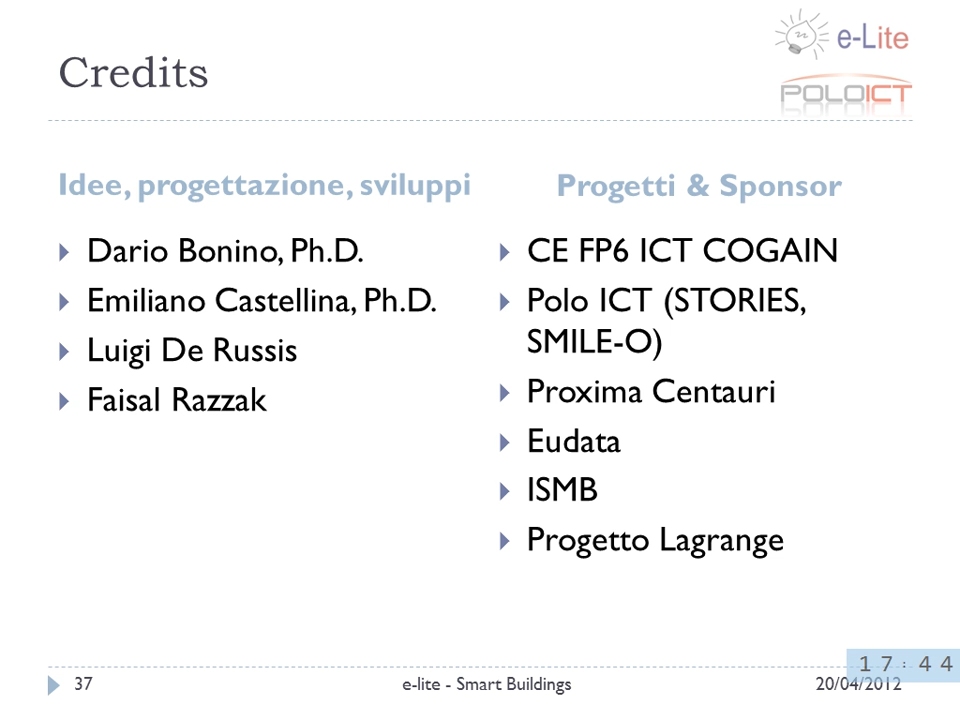 Credits
e-Lite
POLOICT
Idee, progettazione, sviluppi
Dario Bonino, Ph.D.
Emiliano Castellina, Ph.D.
Luigi De Russis
Faisal Razzak
Progetti & Sponsor
CE FP6 ICT COGAIN
Polo ICT (STORIES,
SMILE-O)
Proxima Centauri
Eudata
ISMB
Progetto Lagrange
17:44
37
e-lite - Smart Buildings
20/04/2012